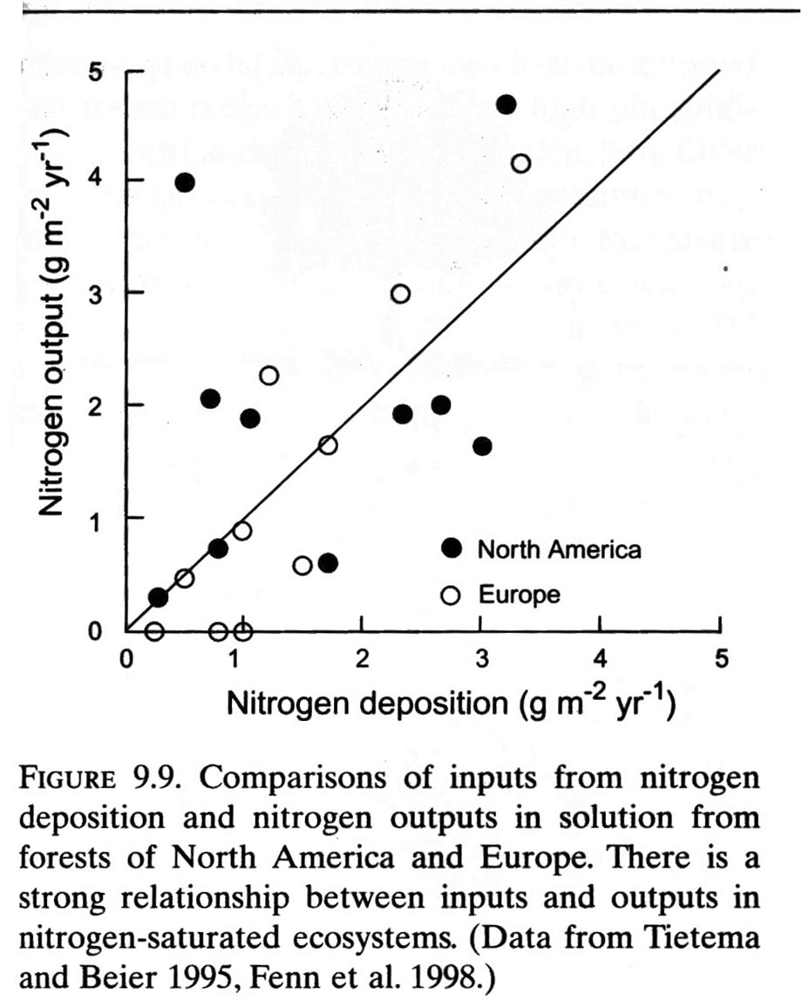 5
4
3
2
1
0
Nitrogen output (g m⁻² yr⁻¹)
North America
Europe
0 1 2 3 4 5
Nitrogen deposition (g m⁻² yr⁻¹)
FIGURE 9.9. Comparisons of inputs from nitrogen
deposition and nitrogen outputs in solution from
forests of North America and Europe. There is a
strong relationship between inputs and outputs in
nitrogen-saturated ecosystems. (Data from Tietema
and Beier 1995, Fenn et al. 1998.)